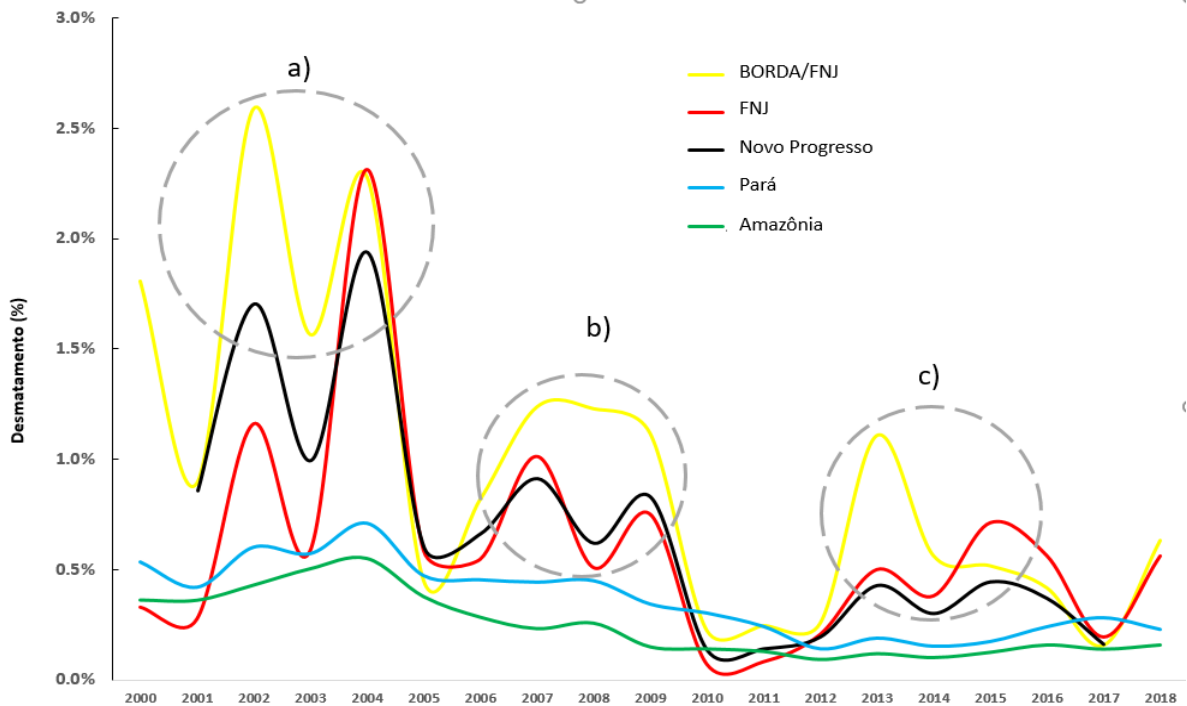 3.0%
2.5%
2.0%
1.5%
1.0%
0.5%
0.0%
Desmatamento (%)
a)
b)
c)
BORDA/FNJ
FNJ
Novo Progresso
Pará
Amazônia
2000 2001 2002 2003 2004 2005 2006 2007 2008 2009 2010 2011 2012 2013 2014 2015 2016 2017 2018